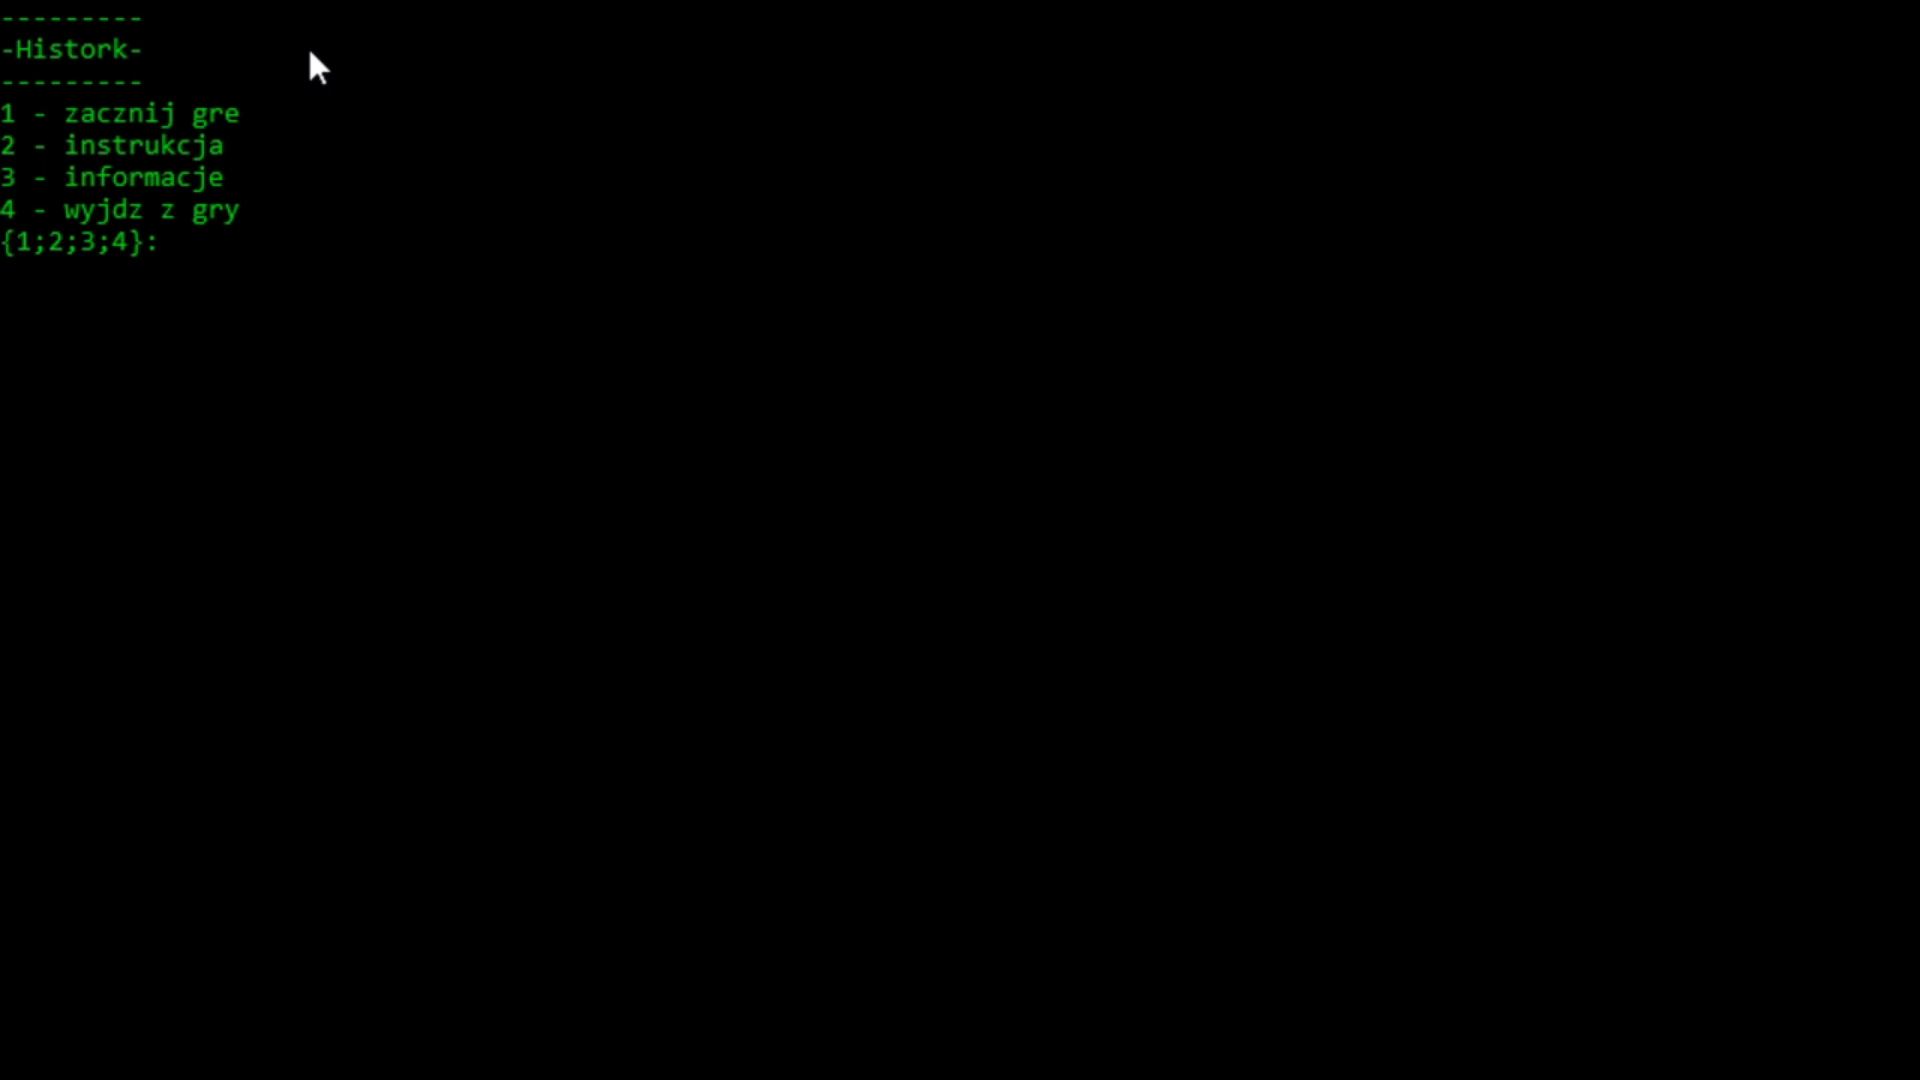 ---------
-Histork-
---------
1 - zacznij gre
2 - instrukcja
3 - informacje
4 - wyjdz z gry
{1;2;3;4}: